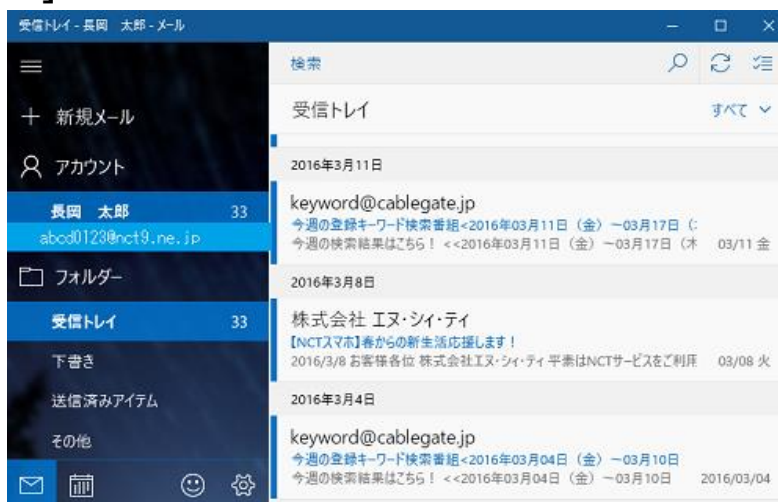 受信トレイ - 長岡 太郎 - メール
検索
新規メール
受信トレイ
すべて
アカウント
2016年3月11日
長岡 太郎 33
abcd0123@nct9.ne.jp
keyword@cablegate.jp
今週の登録キーワード検索番組<2016年03月11日（金）～03月17日（
今週の検索結果はこちら！ <<2016年03月11日（金）～03月17日（木 03/11 金
フォルダー
2016年3月8日
受信トレイ 33
株式会社 エヌ・シィ・ティ
【NCTスマホ】春からの新生活応援します！
2016/3/8 お客様各位 株式会社エヌ・シィ・ティ 平素はNCTサービスをご利用 03/08 火
下書き
送信済みアイテム
2016年3月4日
その他
keyword@cablegate.jp
今週の登録キーワード検索番組<2016年03月04日（金）～03月10日
今週の検索結果はこちら！ <<2016年03月04日（金）～03月10日 2016/03/04